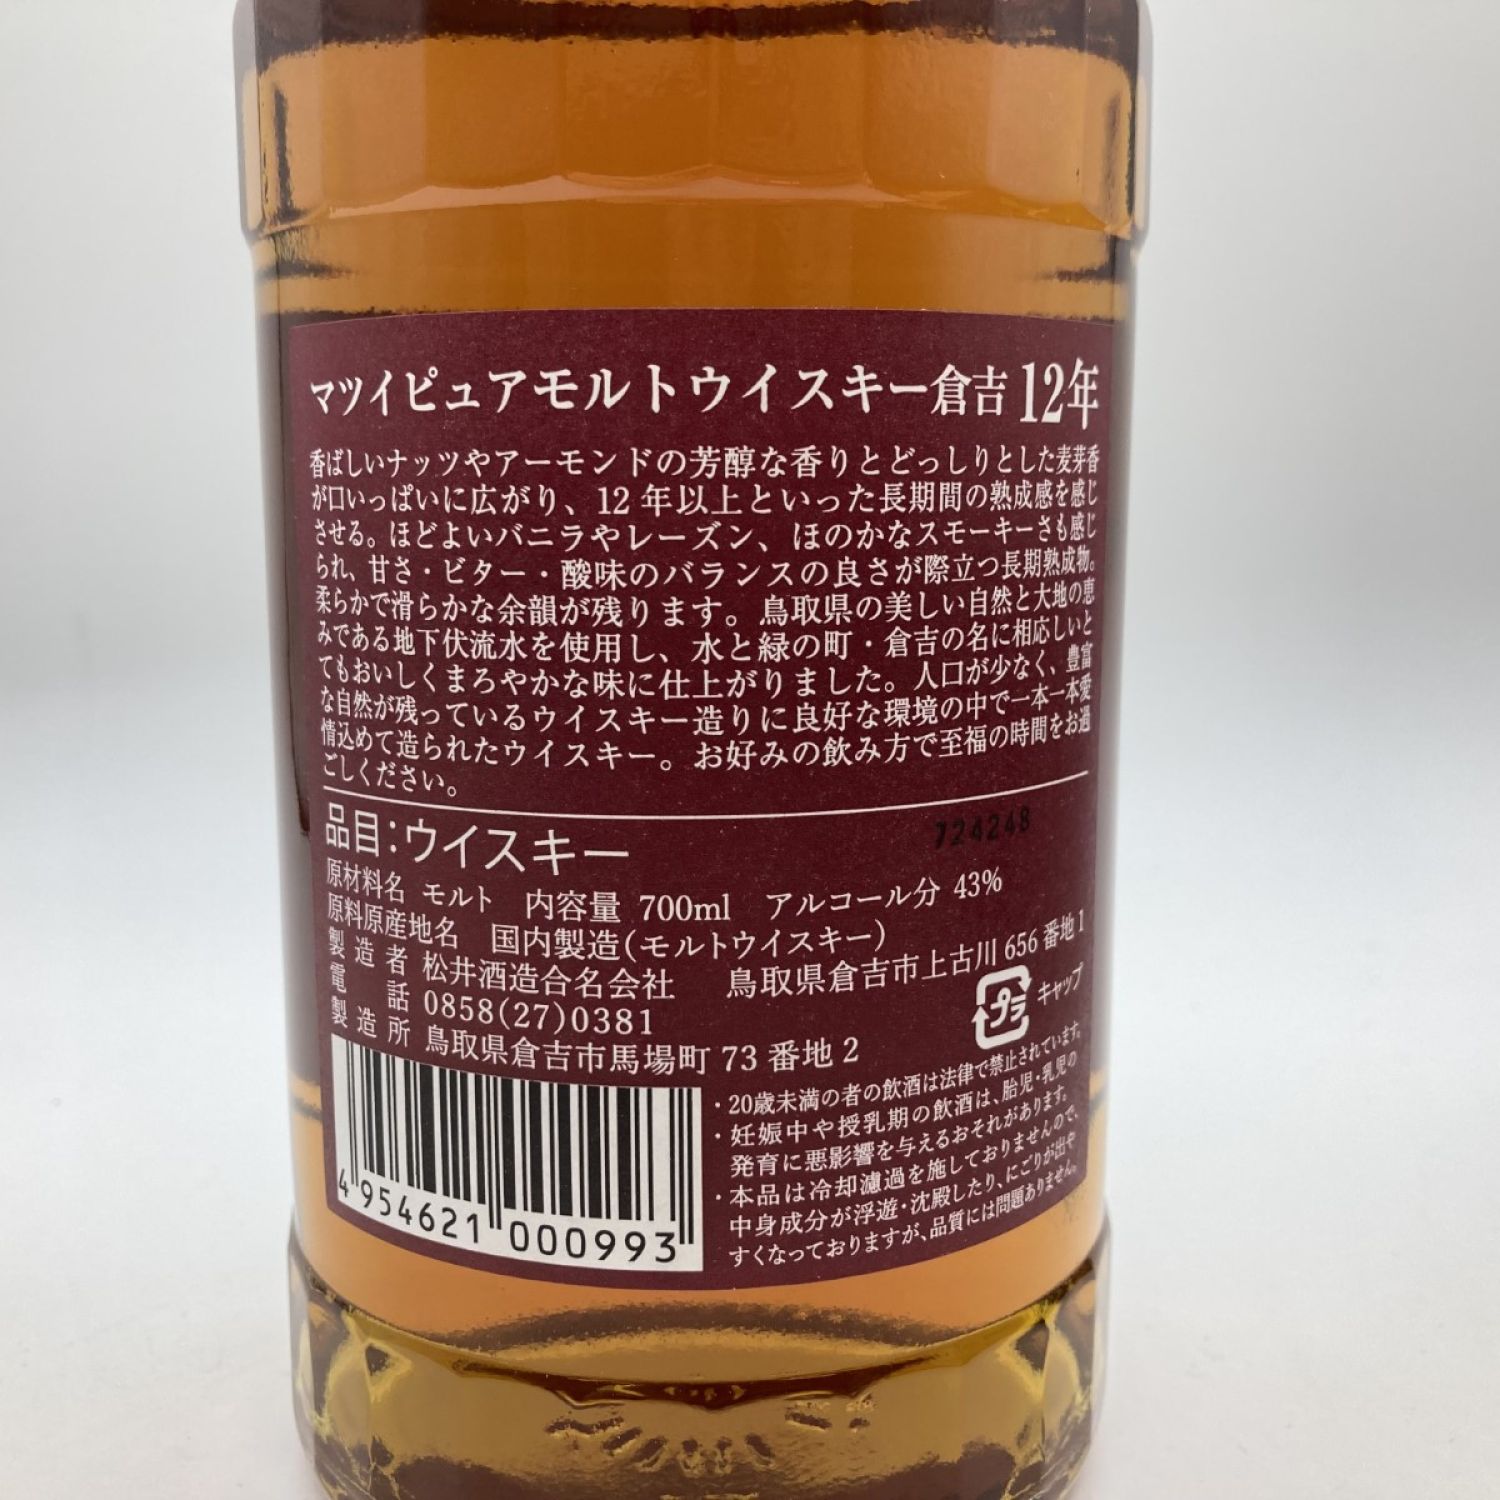 マツイピュアモルトウイスキー倉吉 12年
香ばしいナッツやアーモンドの芳醇な香りとどっしりとした麦芽香
が口いっぱいに広がり、12 年以上といった長期間の熟成感を感じ
させる。ほどよいバニラやレーズン、ほのかなスモーキーさも感じ
られ、甘さ・ビター・酸味のバランスの良さが際立つ長期熟成物。
柔らかで滑らかな余韻が残ります。鳥取県の美しい自然と大地の恵
みである地下伏流水を使用し、水と緑の町・倉吉の名に相応しいと
てもおいしくまろやかな味に仕上がりました。人口が少なく、豊富
な自然が残っているウイスキー造りに良好な環境の中で一本一本愛
情込めて造られたウイスキー。お好みの飲み方で至福の時間をお過
ごしください。
724248
品目:ウイスキー
原材料名 モルト 内容量 700ml アルコール分 43%
原料原産地名 国内製造(モルトウイスキー)
製造者 松井酒造合名会社 鳥取県倉吉市上古川 656 番地 1
電話 0858(27)0381
製造所 鳥取県倉吉市馬場町 73 番地 2
プラ キャップ
・20歳未満の者の飲酒は法律で禁止されています。
・妊娠中や授乳期の飲酒は、胎児・乳児の
発育に悪影響を与えるおそれがあります。
・本品は冷却濾過を施しておりませんので、
中身成分が浮遊・沈殿したり、にごりが出や
すくなっておりますが、品質には問題ありません。
4 954621 000993